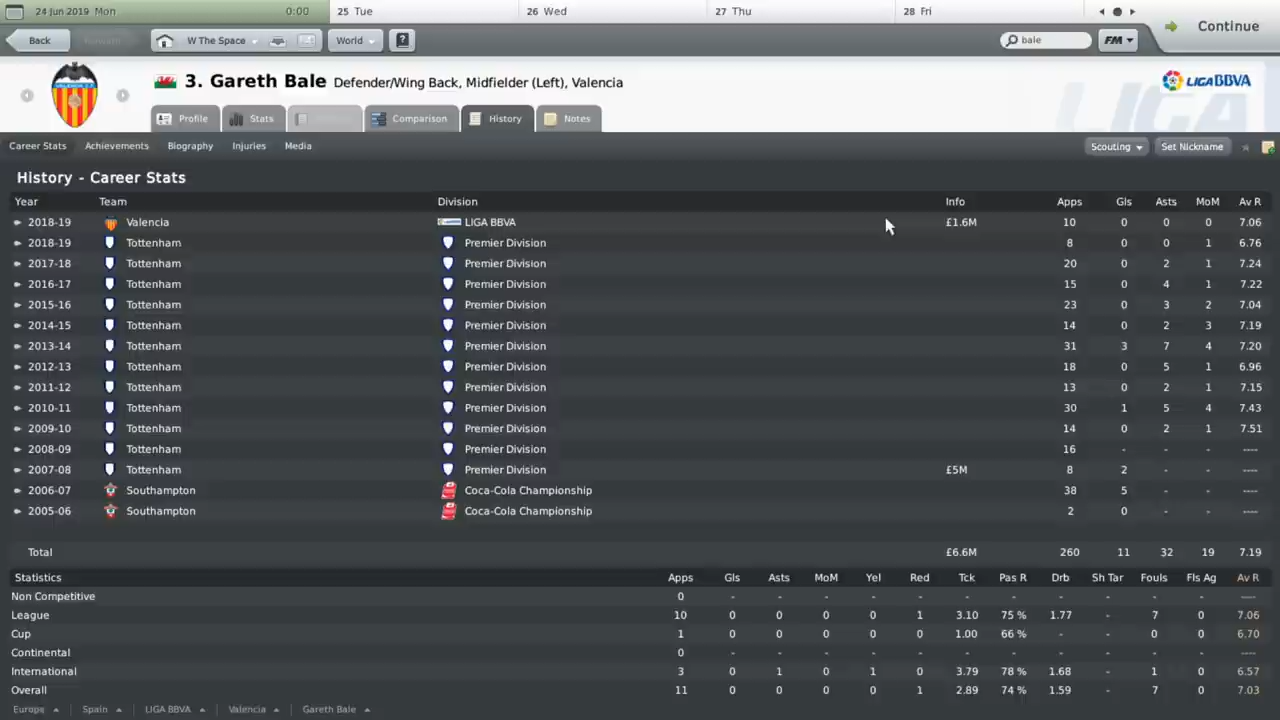 24 Jun 2019 Mon 0:00 25 Tue 26 Wed 27 Thu 28 Fri
Back Forward W The Space World ? bale FM Continue
3. Gareth Bale Defender/Wing Back, Midfielder (Left), Valencia LIGA BBVA
Profile Stats Comparison History Notes
Career Stats Achievements Biography Injuries Media Scouting Set Nickname
History - Career Stats
Year Team Division Info Apps Gls Asts MoM Av R
2018-19 Valencia LIGA BBVA £1.6M 10 0 0 0 7.06
2018-19 Tottenham Premier Division 8 0 0 1 6.76
2017-18 Tottenham Premier Division 20 0 2 1 7.24
2016-17 Tottenham Premier Division 15 0 4 1 7.22
2015-16 Tottenham Premier Division 23 0 3 2 7.04
2014-15 Tottenham Premier Division 14 0 2 3 7.19
2013-14 Tottenham Premier Division 31 3 7 4 7.20
2012-13 Tottenham Premier Division 18 0 5 1 6.96
2011-12 Tottenham Premier Division 13 0 2 1 7.15
2010-11 Tottenham Premier Division 30 1 5 4 7.43
2009-10 Tottenham Premier Division 14 0 2 1 7.51
2008-09 Tottenham Premier Division 16 - - - ----
2007-08 Tottenham Premier Division £5M 8 2 - - ----
2006-07 Southampton Coca-Cola Championship 38 5 - - ----
2005-06 Southampton Coca-Cola Championship 2 0 - - ----
Total £6.6M 260 11 32 19 7.19
Statistics Apps Gls Asts MoM Yel Red Tck Pas R Drb Sh Tar Fouls Fls Ag Av R
Non Competitive 0 - - - - - - - - - - - ----
League 10 0 0 0 0 1 3.10 75 % 1.77 - 7 0 7.06
Cup 1 0 0 0 0 0 1.00 66 % - - 0 0 6.70
Continental 0 - - - - - - - - - - - ----
International 3 0 1 0 1 0 3.79 78 % 1.68 - 1 0 6.57
Overall 11 0 0 0 0 1 2.89 74 % 1.59 - 7 0 7.03
Europe Spain LIGA BBVA Valencia Gareth Bale